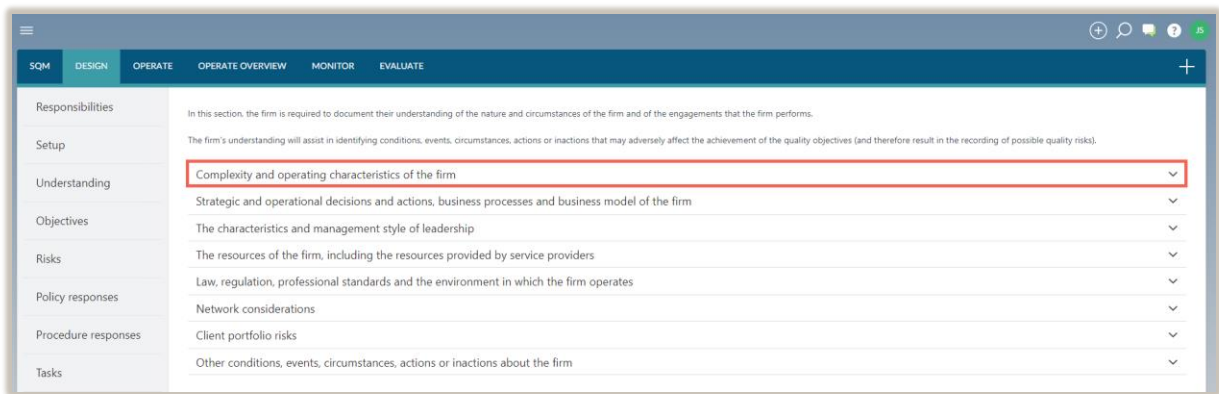 JS
SQM DESIGN OPERATE OPERATE OVERVIEW MONITOR EVALUATE
Responsibilities
Setup
Understanding
Objectives
Risks
Policy responses
Procedure responses
Tasks
In this section, the firm is required to document their understanding of the nature and circumstances of the firm and of the engagements that the firm performs.
The firm's understanding will assist in identifying conditions, events, circumstances, actions or inactions that may adversely affect the achievement of the quality objectives (and therefore result in the recording of possible quality risks).
Complexity and operating characteristics of the firm
Strategic and operational decisions and actions, business processes and business model of the firm
The characteristics and management style of leadership
The resources of the firm, including the resources provided by service providers
Law, regulation, professional standards and the environment in which the firm operates
Network considerations
Client portfolio risks
Other conditions, events, circumstances, actions or inactions about the firm